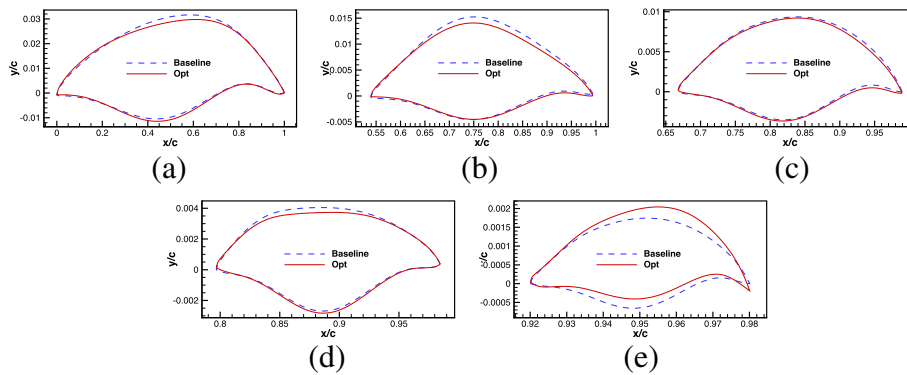 y/c
0.03
0.02
0.01
0
-0.01
Baseline
Opt
0 0.2 0.4 0.6 0.8 1
x/c
(a)
y/c
0.015
0.01
0.005
0
-0.005
Baseline
Opt
0.55 0.6 0.65 0.7 0.75 0.8 0.85 0.9 0.95 1
x/c
(b)
y/c
0.01
0.005
0
Baseline
Opt
0.65 0.7 0.75 0.8 0.85 0.9 0.95
x/c
(c)
y/c
0.004
0.002
0
-0.002
Baseline
Opt
0.8 0.85 0.9 0.95
x/c
(d)
y/c
0.002
0.0015
0.001
0.0005
0
-0.0005
Baseline
Opt
0.92 0.93 0.94 0.95 0.96 0.97 0.98
x/c
(e)